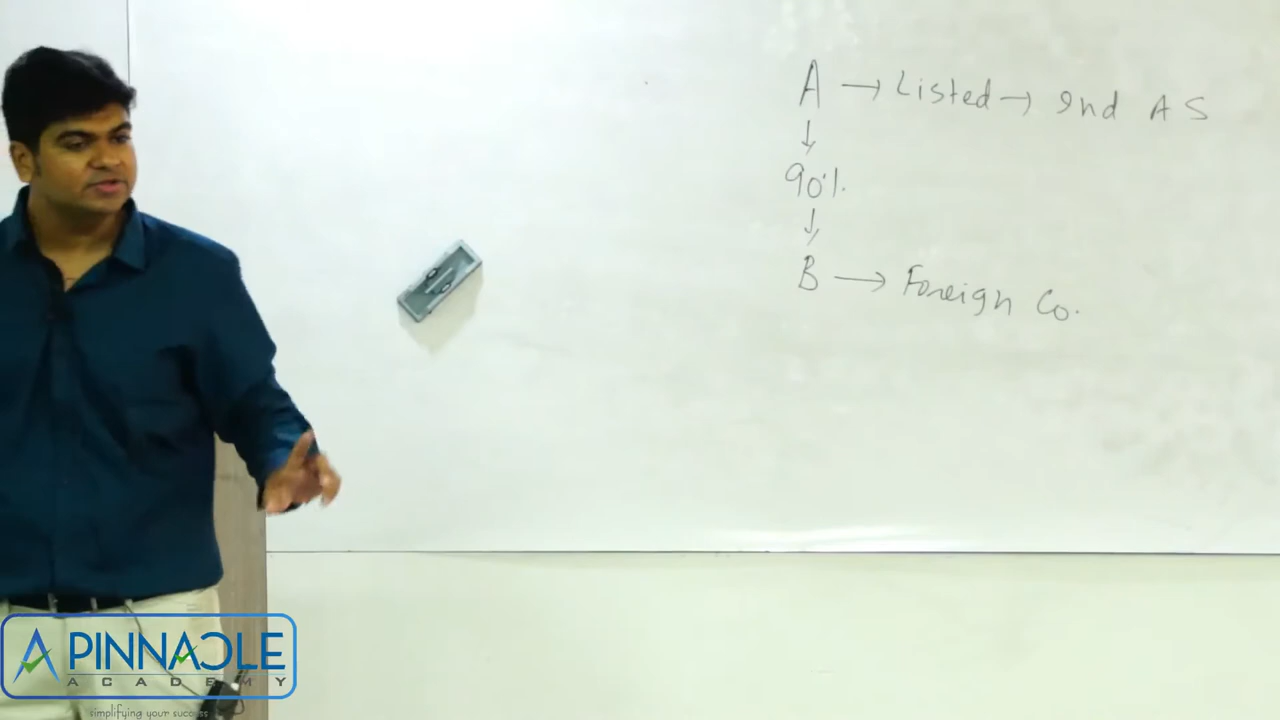 A → Listed → Ind AS
↓
90%
↓
B → Foreign Co.
PINNACLE
ACADEMY
simplifying your success